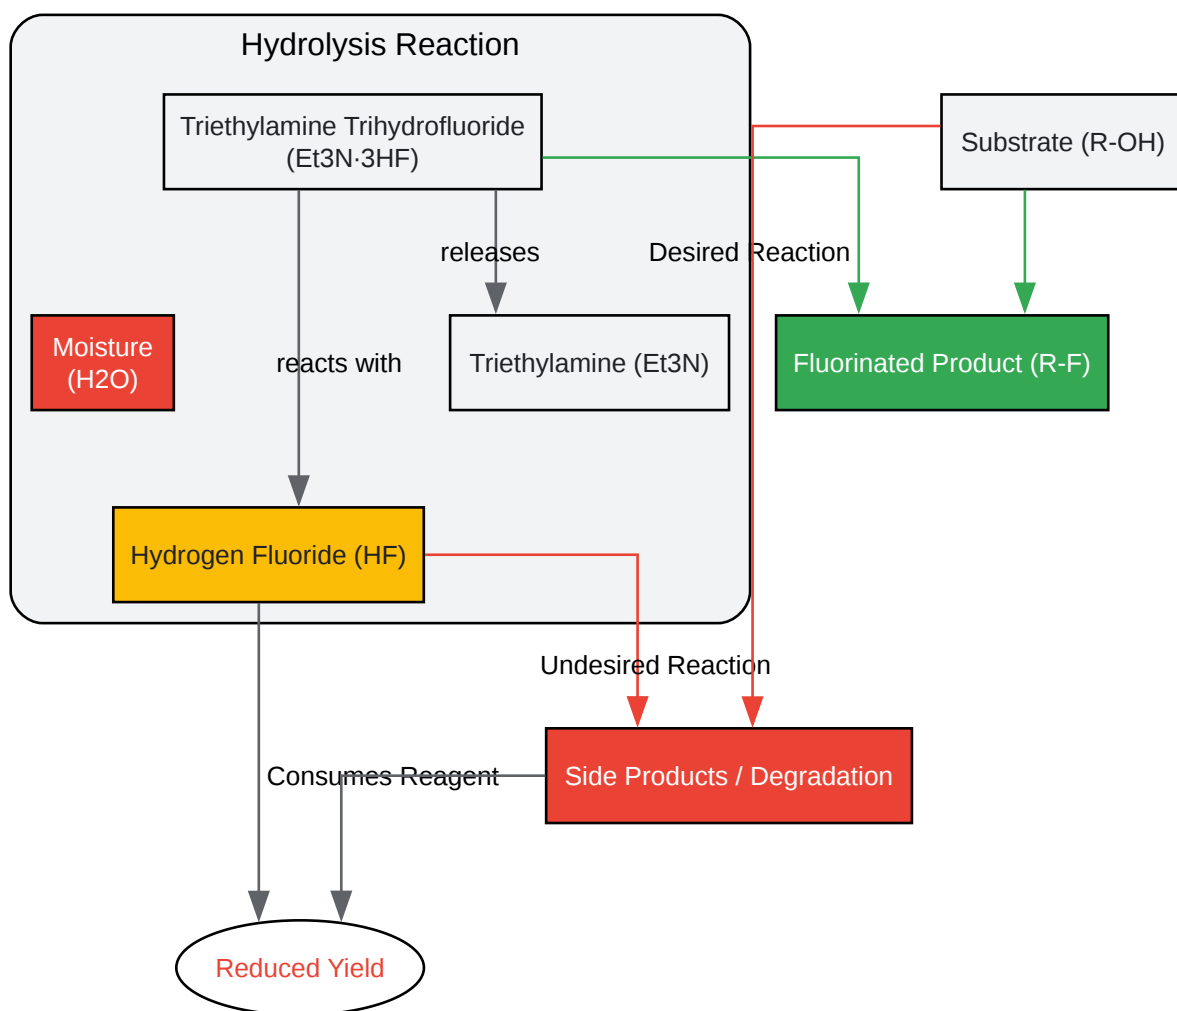 Hydrolysis Reaction
Triethylamine Trihydrofluoride
(Et3N·3HF)
Substrate (R-OH)
releases
Desired Reaction
Moisture
(H2O)
reacts with
Triethylamine (Et3N)
Fluorinated Product (R-F)
Hydrogen Fluoride (HF)
Undesired Reaction
Consumes Reagent
Side Products / Degradation
Reduced Yield